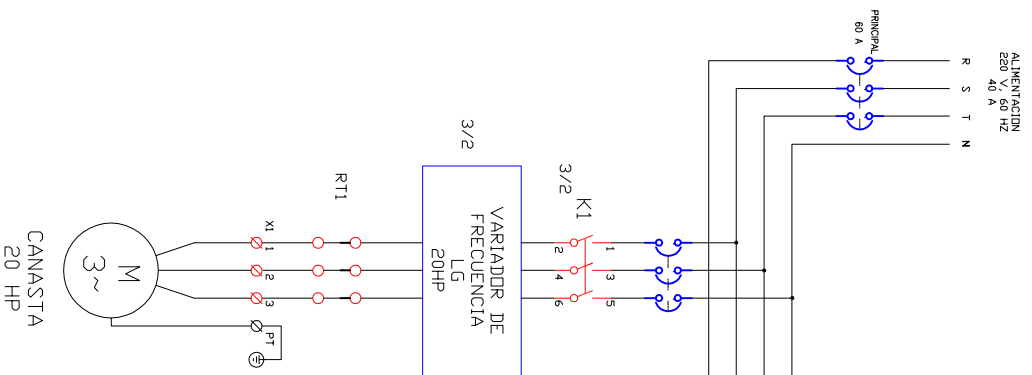 ALIMENTACION
220 V, 60 HZ
40 A
R
S
T
N
PRINCIPAL
60 A
K1
3/2
1
3
5
2
4
6
VARIADOR DE
FRECUENCIA
LG
20HP
3/2
RT1
X1
1
2
3
PT
M
3~
CANASTA
20 HP